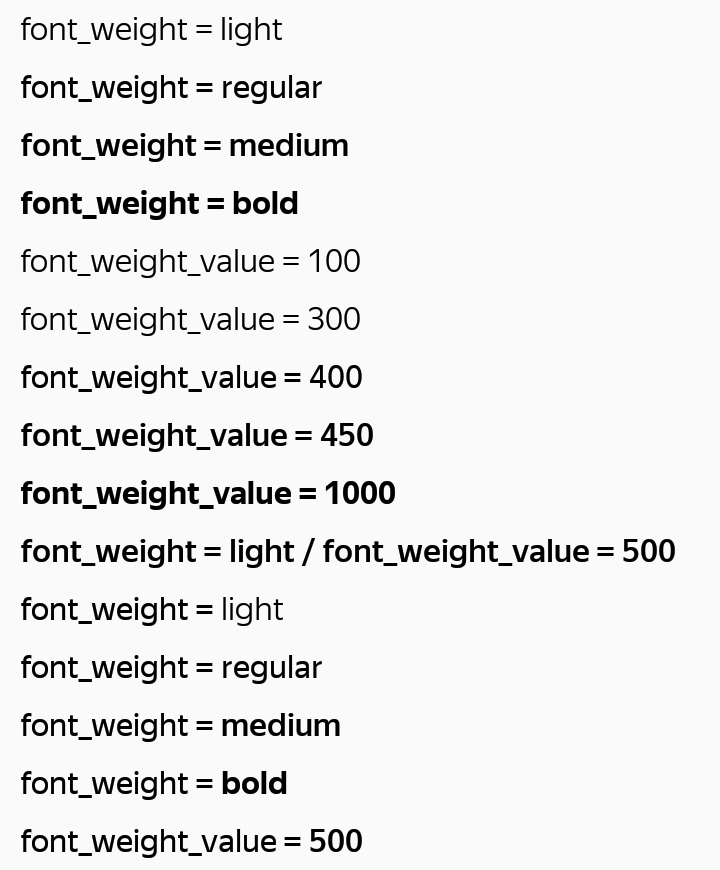 font_weight = light
font_weight = regular
font_weight = medium
font_weight = bold
font_weight_value = 100
font_weight_value = 300
font_weight_value = 400
font_weight_value = 450
font_weight_value = 1000
font_weight = light / font_weight_value = 500
font_weight = light
font_weight = regular
font_weight = medium
font_weight = bold
font_weight_value = 500